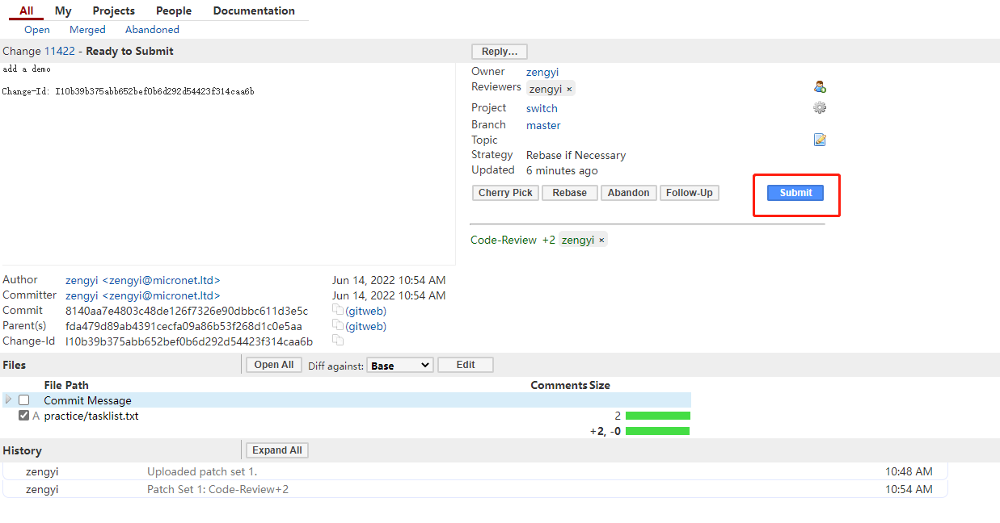 All My Projects People Documentation
Open Merged Abandoned
Change 11422 - Ready to Submit
Reply...
add a demo
Change-Id: I10b39b375abb652bef0b6d292d54423f314caa6b
Owner zengyi
Reviewers zengyi ×
Project switch
Branch master
Topic
Strategy Rebase if Necessary
Updated 6 minutes ago
Cherry Pick Rebase Abandon Follow-Up Submit
Code-Review +2 zengyi ×
Author zengyi <zengyi@micronet.ltd> Jun 14, 2022 10:54 AM
Committer zengyi <zengyi@micronet.ltd> Jun 14, 2022 10:54 AM
Commit 8140aa7e4803c48de126f7326e90dbbc611d3e5c (gitweb)
Parent(s) fda479d89ab4391cecfa09a86b53f268d1c0e5aa (gitweb)
Change-Id I10b39b375abb652bef0b6d292d54423f314caa6b
Files Open All Diff against: Base Edit
File Path Comments Size
Commit Message
A practice/tasklist.txt 2
+2, -0
History Expand All
zengyi Uploaded patch set 1. 10:48 AM
zengyi Patch Set 1: Code-Review+2 10:54 AM